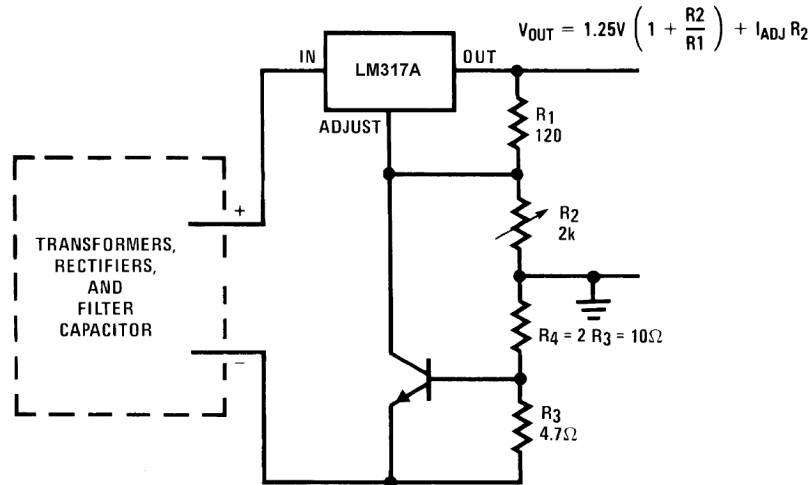 V_OUT = 1.25V (1 + R2/R1) + I_ADJ R2
IN
LM317A
OUT
ADJUST
R1
120
+
R2
2k
TRANSFORMERS,
RECTIFIERS,
AND
FILTER
CAPACITOR
R4 = 2 R3 = 10Ω
−
R3
4.7Ω